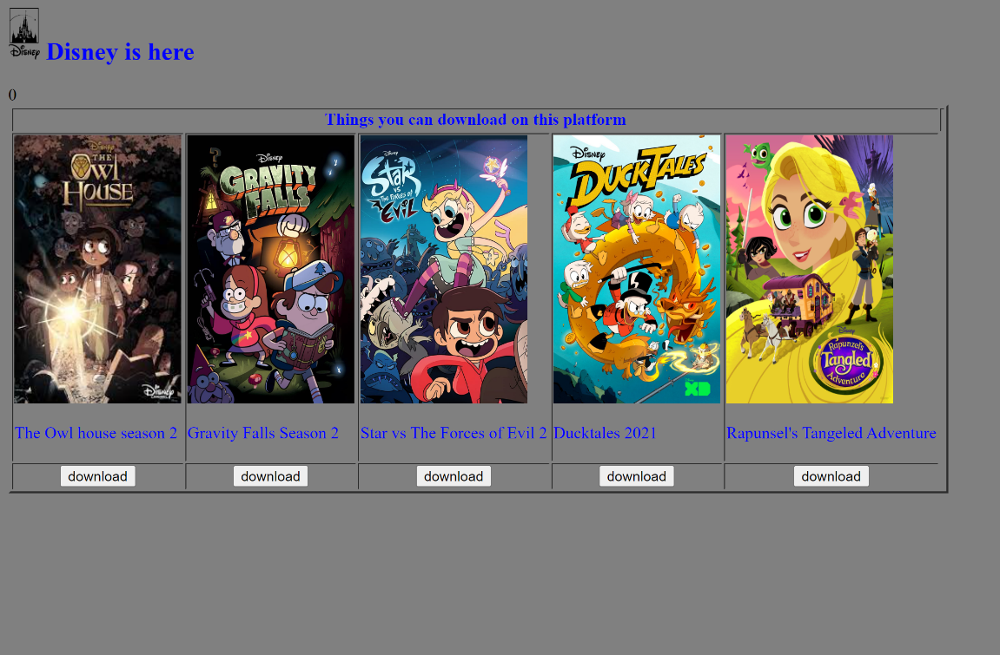 Disney
Disney is here
0
Things you can download on this platform
Disney
THE
OWL
HOUSE
Disney
CHANNEL
Disney
GRAVITY
FALLS
Disney
STAR
VS
THE FORCES OF
EVIL
Disney
DUCKTALES
XD
Disney
Rapunzel's
Tangled
Adventure
The Owl house season 2
Gravity Falls Season 2
Star vs The Forces of Evil 2
Ducktales 2021
Rapunsel's Tangeled Adventure
download
download
download
download
download